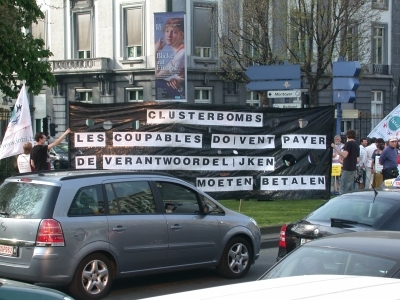 CLUSTERBOMBS
LES COUPABLES DOIVENT PAYER
DE VERANTWOORDELIJKEN
MOETEN BETALEN